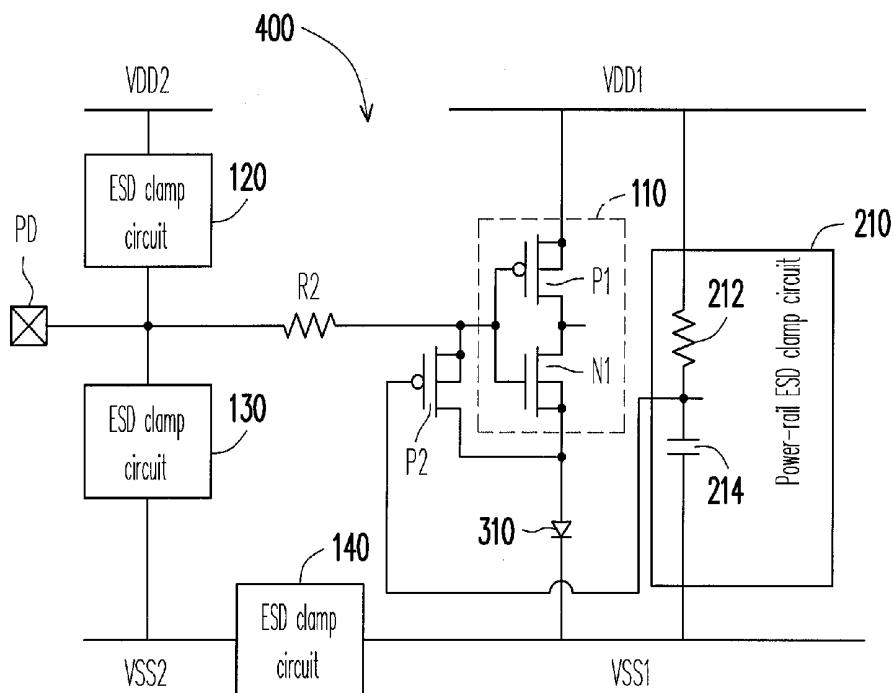 400
VDD2
VDD1
ESD clamp
circuit
120
110
210
PD
R2
P1
212
Power-rail ESD clamp circuit
N1
ESD clamp
circuit
130
P2
214
310
140
ESD clamp
circuit
VSS2
VSS1